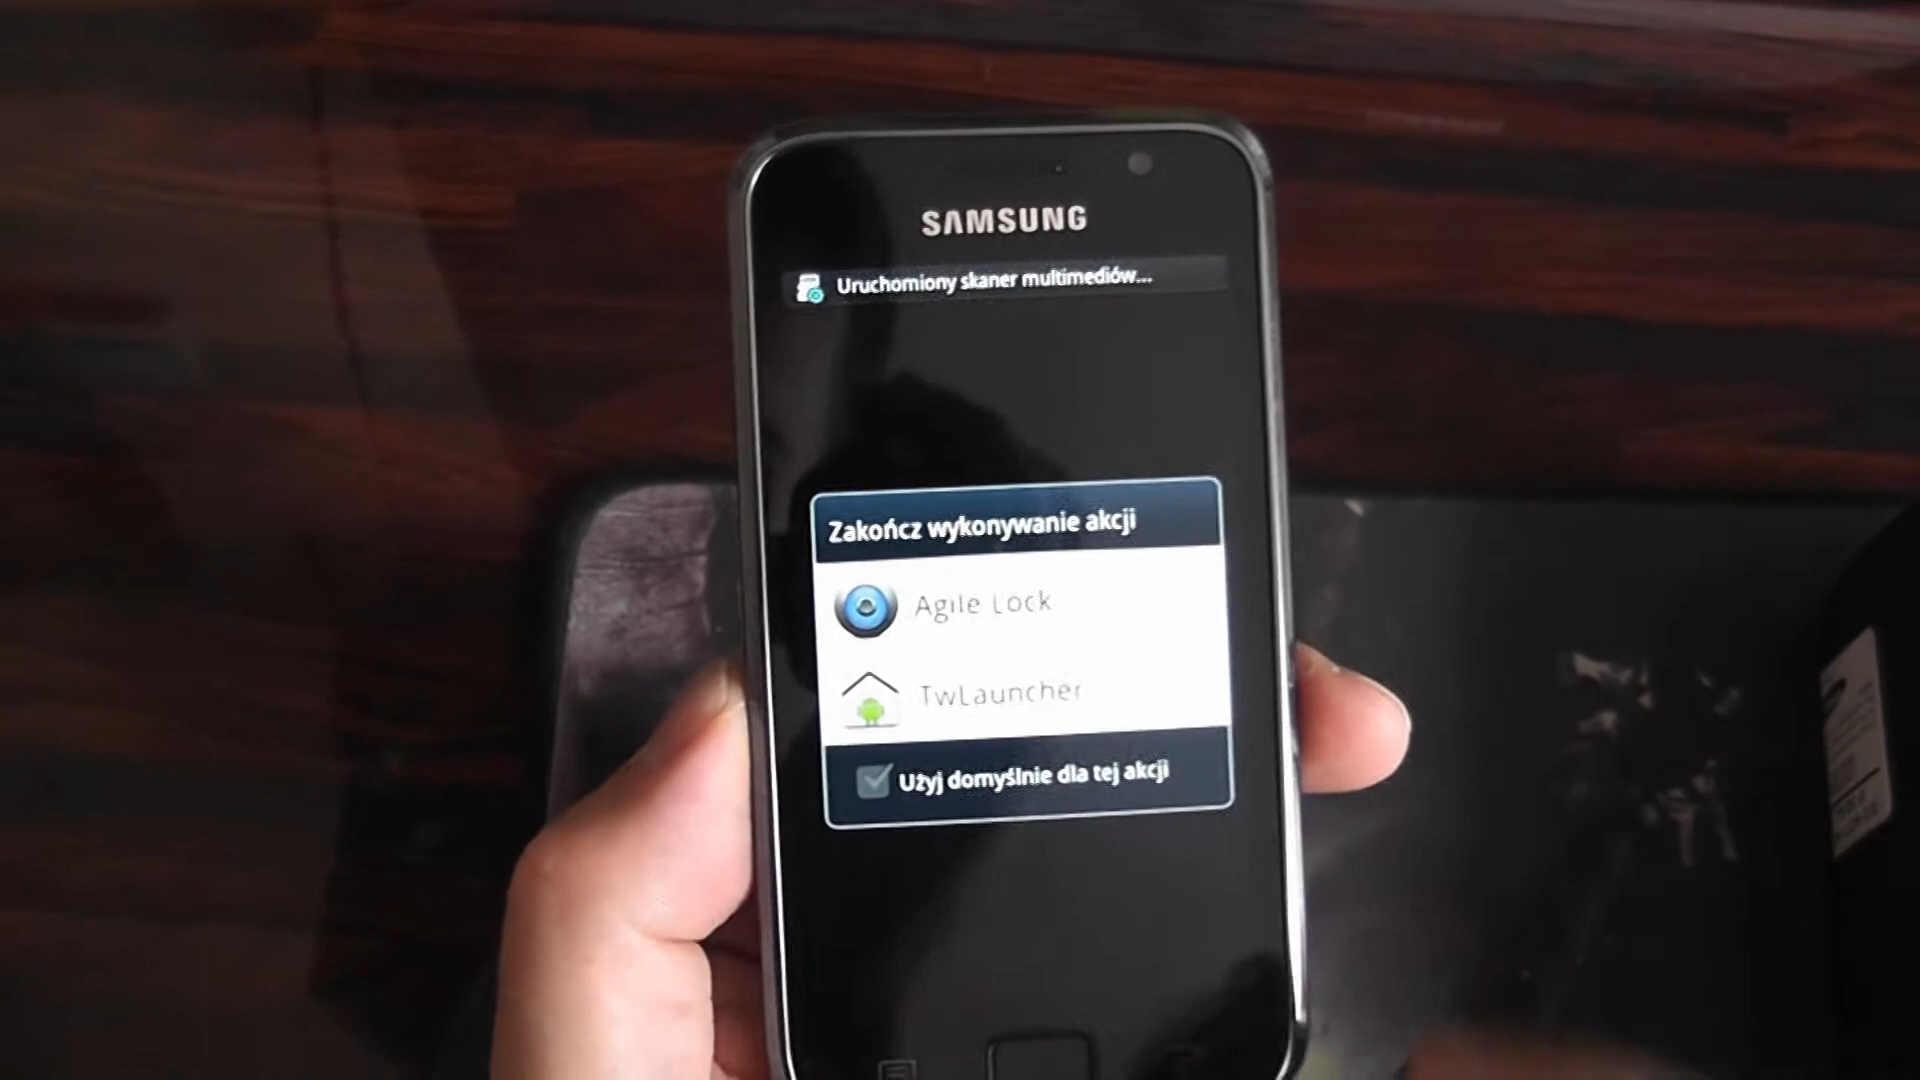 SAMSUNG
Uruchomiony skaner multimediów...
Zakończ wykonywanie akcji
Agile Lock
TwLauncher
Użyj domyślnie dla tej akcji